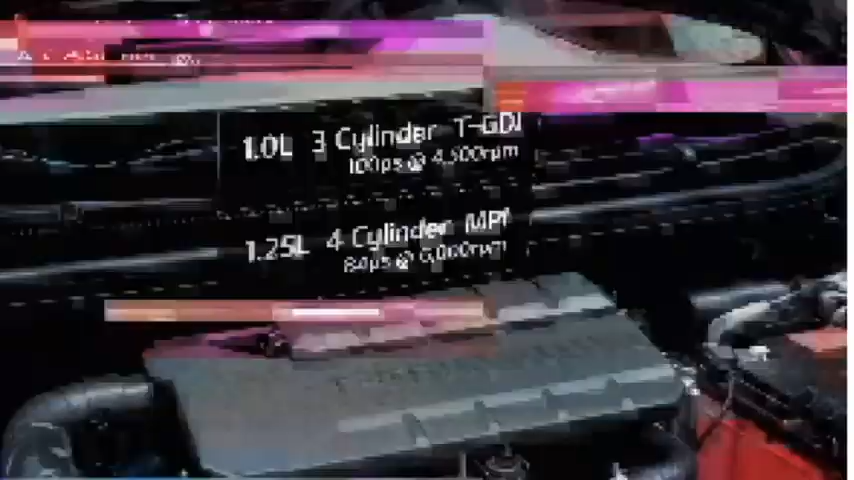 1.0L 3 Cylinder T-GDI
100ps @ 4,500rpm
1.25L 4 Cylinder MPI
84ps @ 6,000rpm